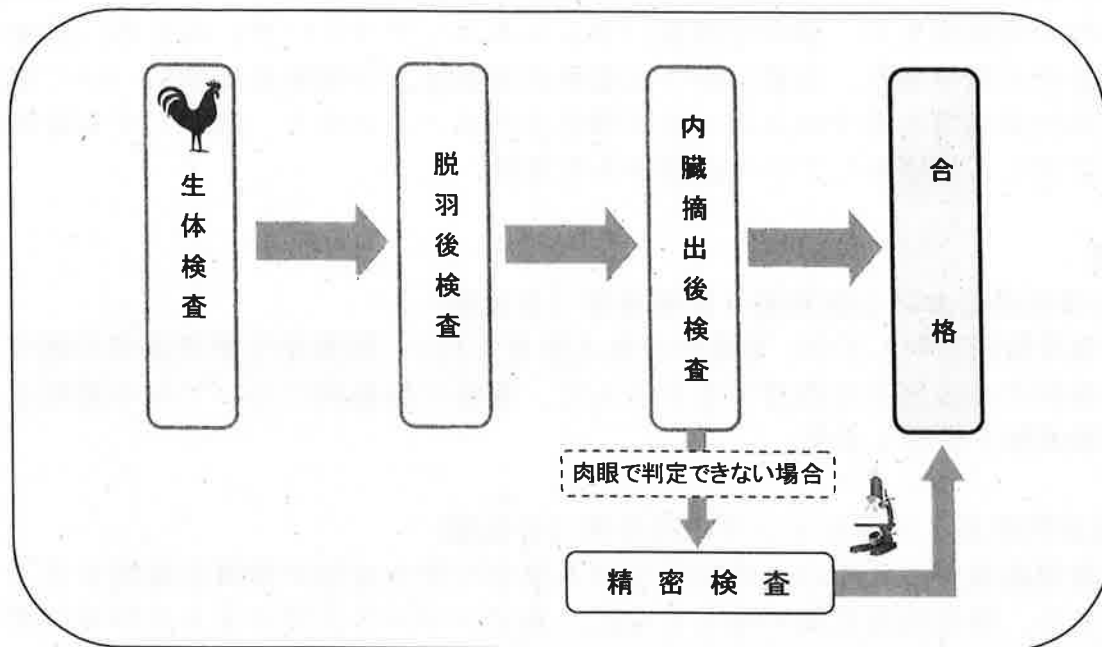 生体検査
脱羽後検査
内臓摘出後検査
合格
肉眼で判定できない場合
精密検査